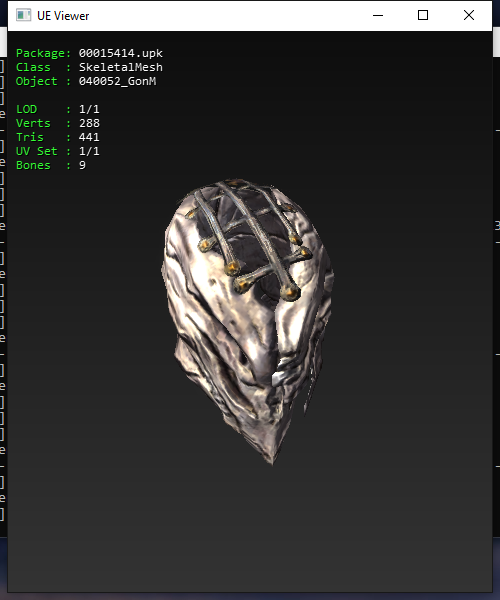 UE Viewer
Package: 00015414.upk
Class : SkeletalMesh
Object : 040052_GonM
LOD : 1/1
Verts : 288
Tris : 441
UV Set : 1/1
Bones : 9